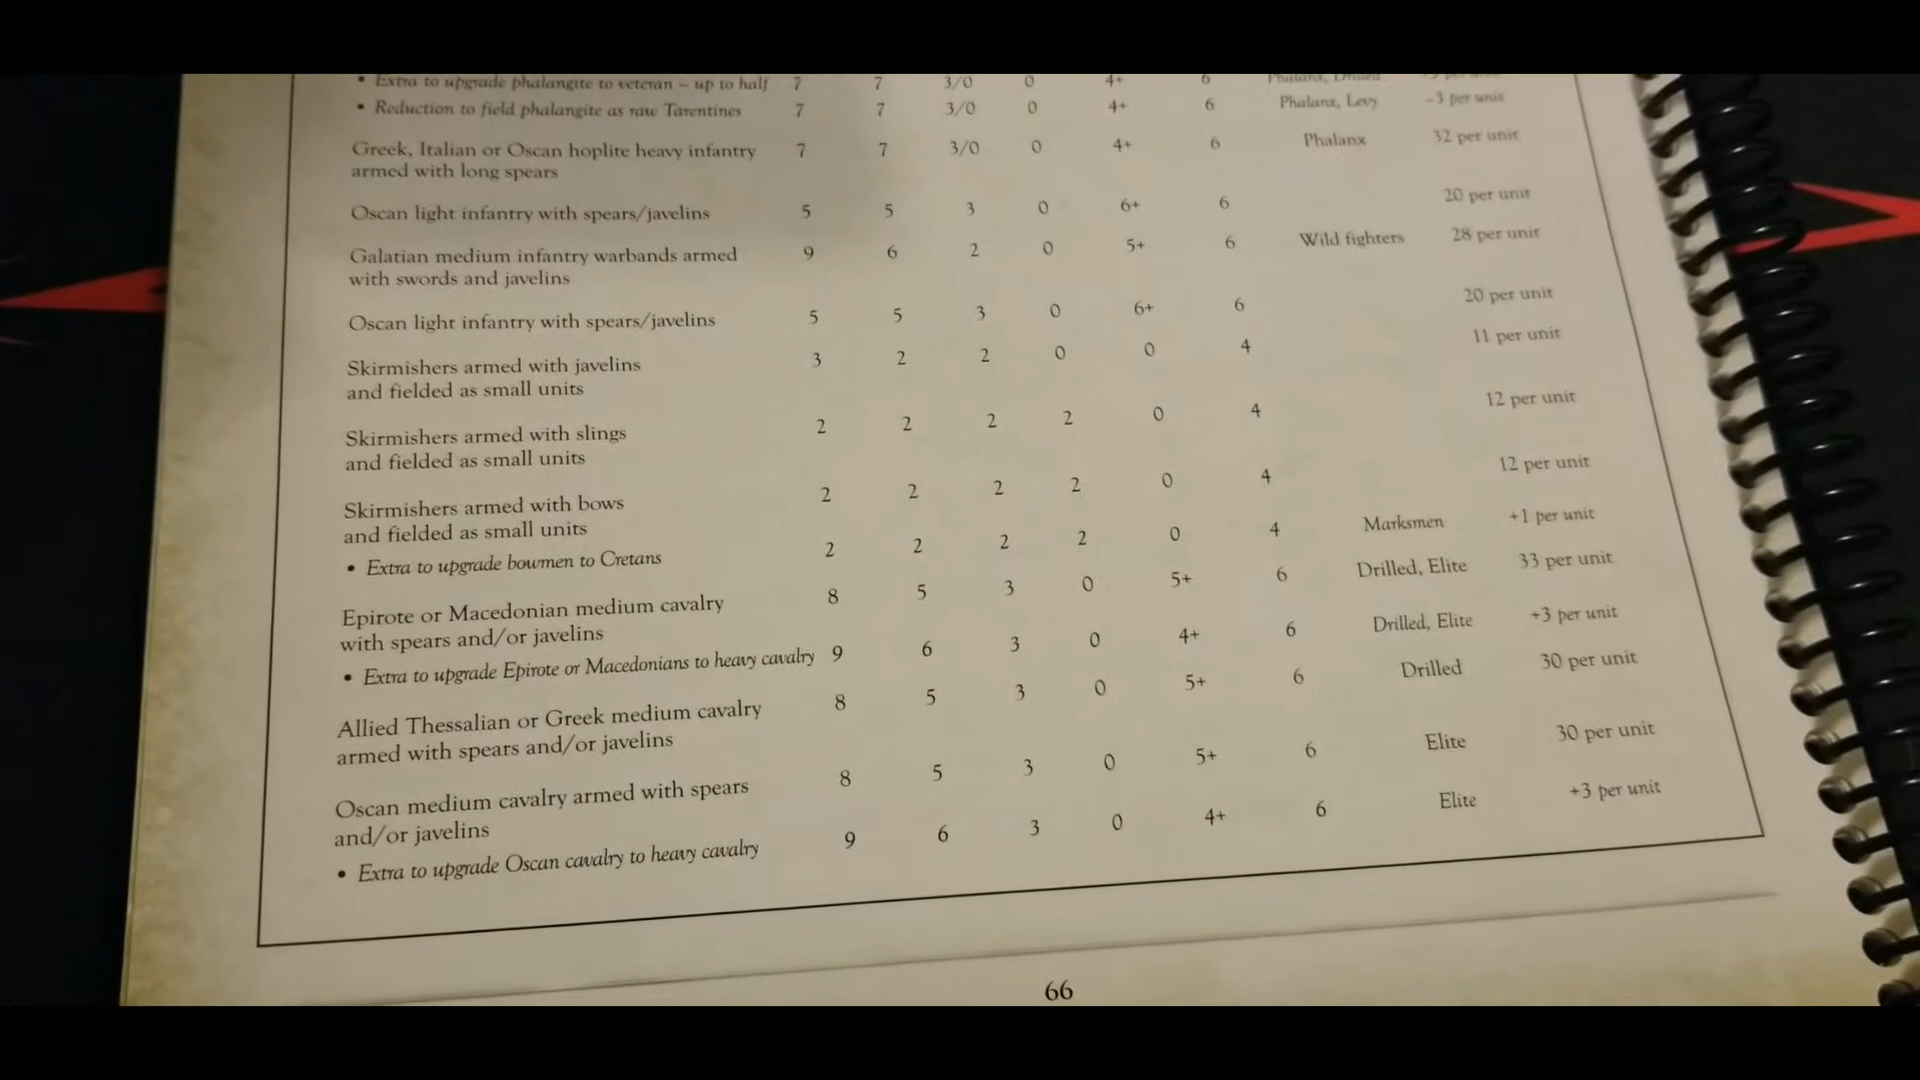 • Extra to upgrade phalangite to veteran – up to half 7 7 3/0 0 4+ 6 Phalanx, Drilled per unit
• Reduction to field phalangite as raw Tarentines 7 7 3/0 0 4+ 6 Phalanx, Levy –3 per unit
Greek, Italian or Oscan hoplite heavy infantry 7 7 3/0 0 4+ 6 Phalanx 32 per unit
armed with long spears
Oscan light infantry with spears/javelins 5 5 3 0 6+ 6 20 per unit
Galatian medium infantry warbands armed 9 6 2 0 5+ 6 Wild fighters 28 per unit
with swords and javelins
Oscan light infantry with spears/javelins 5 5 3 0 6+ 6 20 per unit
Skirmishers armed with javelins 3 2 2 0 0 4 11 per unit
and fielded as small units
Skirmishers armed with slings 2 2 2 2 0 4 12 per unit
and fielded as small units
Skirmishers armed with bows 2 2 2 2 0 4 12 per unit
and fielded as small units
• Extra to upgrade bowmen to Cretans 2 2 2 2 0 4 Marksmen +1 per unit
Epirote or Macedonian medium cavalry 8 5 3 0 5+ 6 Drilled, Elite 33 per unit
with spears and/or javelins
• Extra to upgrade Epirote or Macedonians to heavy cavalry 9 6 3 0 4+ 6 Drilled, Elite +3 per unit
Allied Thessalian or Greek medium cavalry 8 5 3 0 5+ 6 Drilled 30 per unit
armed with spears and/or javelins
Oscan medium cavalry armed with spears 8 5 3 0 5+ 6 Elite 30 per unit
and/or javelins
• Extra to upgrade Oscan cavalry to heavy cavalry 9 6 3 0 4+ 6 Elite +3 per unit
66